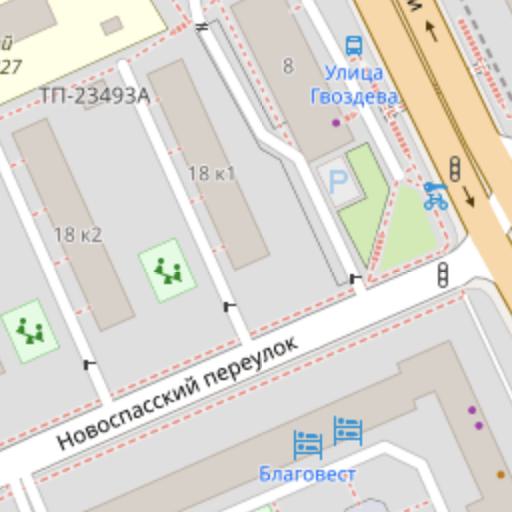 й
27
ТП-23493А
8
Улица
Гвоздева
18 к1
P
18 к2
Новоспасский переулок
Благовест